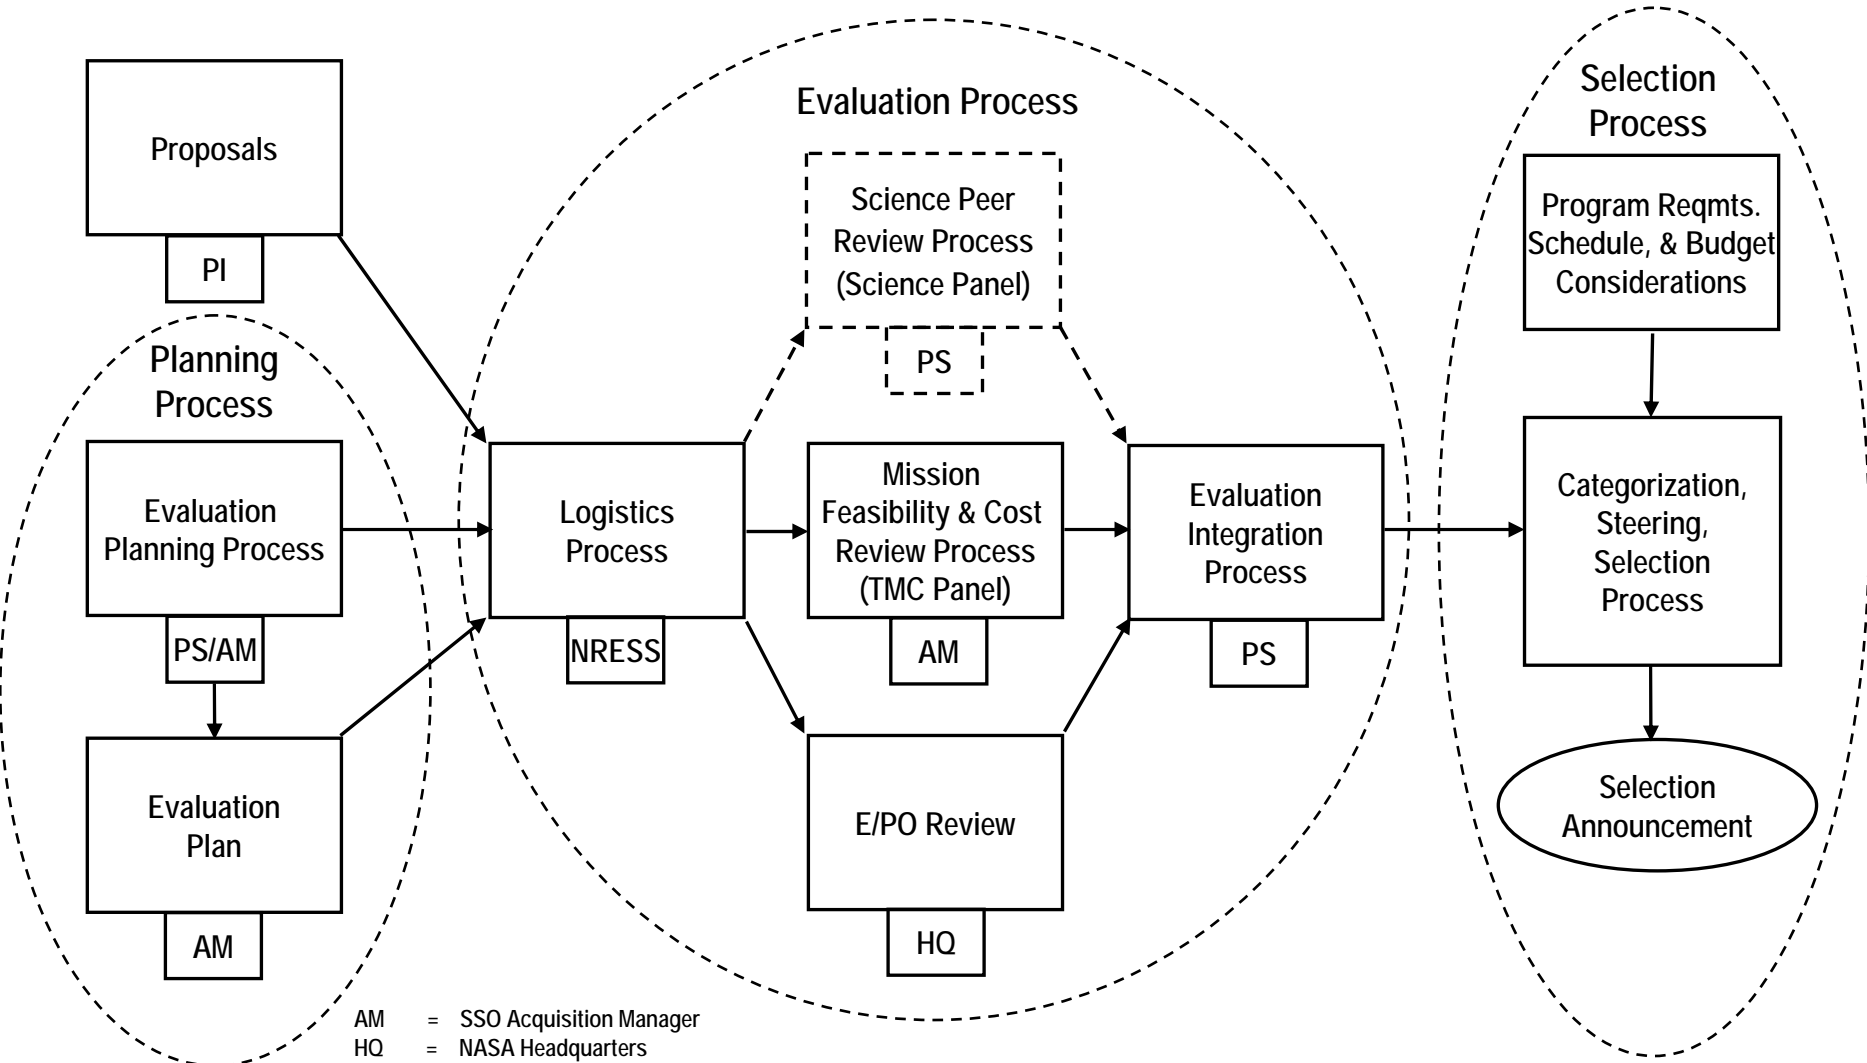 Proposals
PI
Planning
Process
Evaluation
Planning Process
PS/AM
Evaluation
Plan
AM
Evaluation Process
Logistics
Process
NRESS
Science Peer
Review Process
(Science Panel)
PS
Mission
Feasibility & Cost
Review Process
(TMC Panel)
AM
E/PO Review
HQ
Evaluation
Integration
Process
PS
Selection
Process
Program Reqmts.
Schedule, & Budget
Considerations
Categorization,
Steering,
Selection
Process
Selection
Announcement
AM = SSO Acquisition Manager
HQ = NASA Headquarters